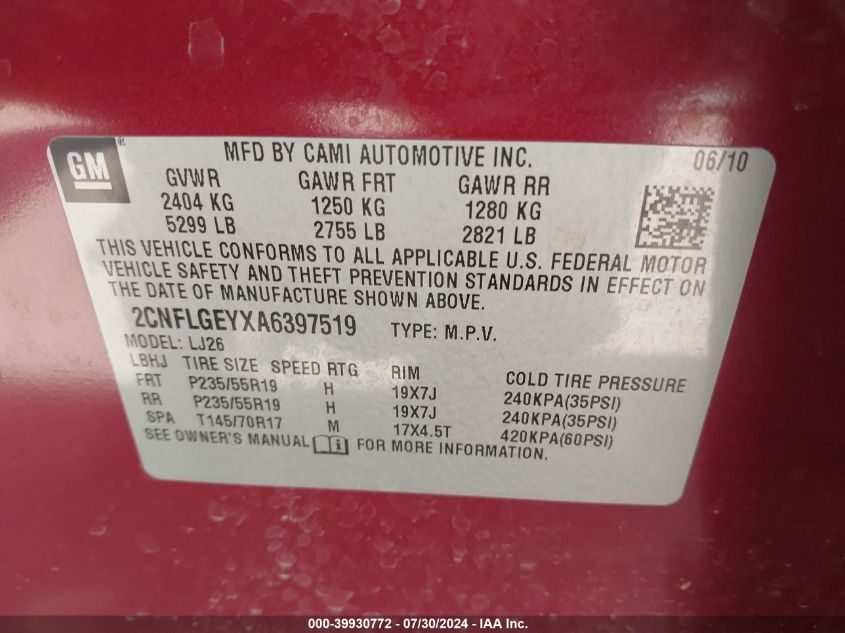 GM
MFD BY CAMI AUTOMOTIVE INC. 06/10
GVWR GAWR FRT GAWR RR
2404 KG 1250 KG 1280 KG
5299 LB 2755 LB 2821 LB
THIS VEHICLE CONFORMS TO ALL APPLICABLE U.S. FEDERAL MOTOR
VEHICLE SAFETY AND THEFT PREVENTION STANDARDS IN EFFECT ON
THE DATE OF MANUFACTURE SHOWN ABOVE.
2CNFLGEYXA6397519 TYPE: M.P.V.
MODEL: LJ26
LBHJ TIRE SIZE SPEED RTG RIM COLD TIRE PRESSURE
FRT P235/55R19 H 19X7J 240KPA(35PSI)
RR P235/55R19 H 19X7J 240KPA(35PSI)
SPA T145/70R17 M 17X4.5T 420KPA(60PSI)
SEE OWNER'S MANUAL FOR MORE INFORMATION.
000-39930772 - 07/30/2024 - IAA Inc.